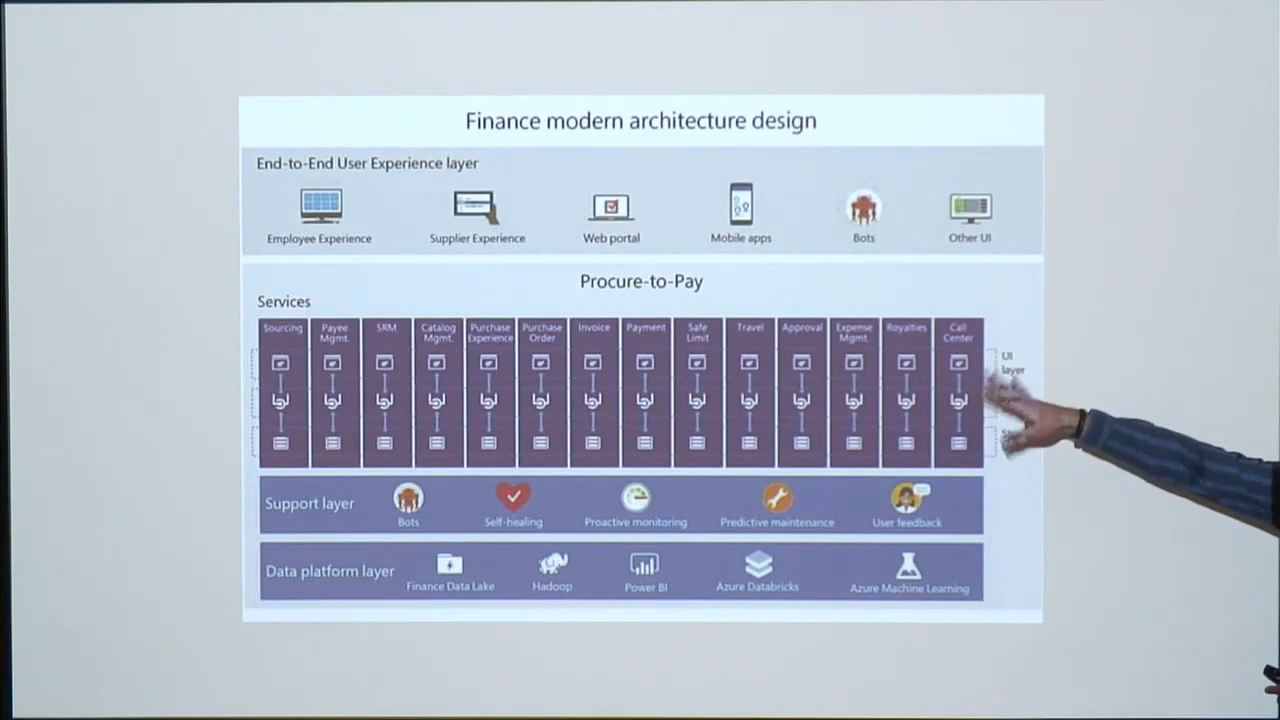 Finance modern architecture design
End-to-End User Experience layer
Employee Experience
Supplier Experience
Web portal
Mobile apps
Bots
Other UI
Procure-to-Pay
Services
Sourcing
Payee
Mgmt.
SRM
Catalog
Mgmt.
Purchase
Experience
Purchase
Order
Invoice
Payment
Safe
Limit
Travel
Approval
Expense
Mgmt.
Royalties
Call
Center
UI
layer
Support layer
Bots
Self-healing
Proactive monitoring
Predictive maintenance
User feedback
Data platform layer
Finance Data Lake
Hadoop
Power BI
Azure Databricks
Azure Machine Learning